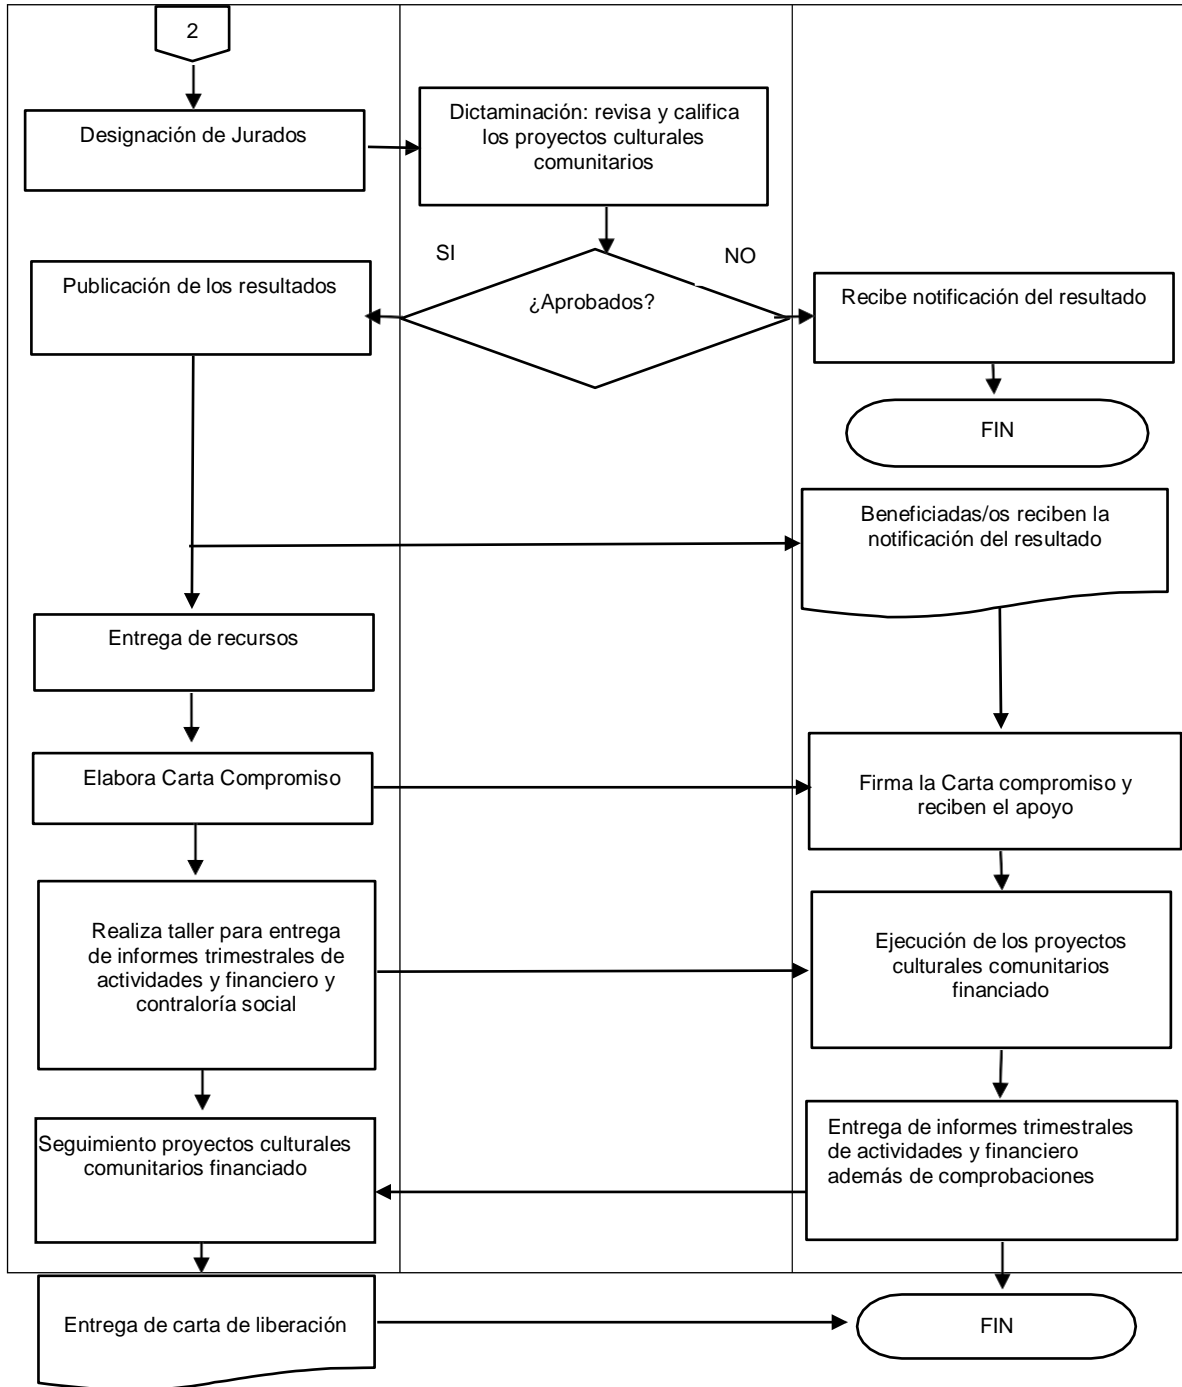 2
Designación de Jurados
Dictaminación: revisa y califica
los proyectos culturales
comunitarios
SI
NO
¿Aprobados?
Publicación de los resultados
Recibe notificación del resultado
FIN
Beneficiadas/os reciben la
notificación del resultado
Entrega de recursos
Elabora Carta Compromiso
Firma la Carta compromiso y
reciben el apoyo
Realiza taller para entrega
de informes trimestrales de
actividades y financiero y
contraloría social
Ejecución de los proyectos
culturales comunitarios
financiado
Seguimiento proyectos culturales
comunitarios financiado
Entrega de informes trimestrales
de actividades y financiero
además de comprobaciones
Entrega de carta de liberación
FIN